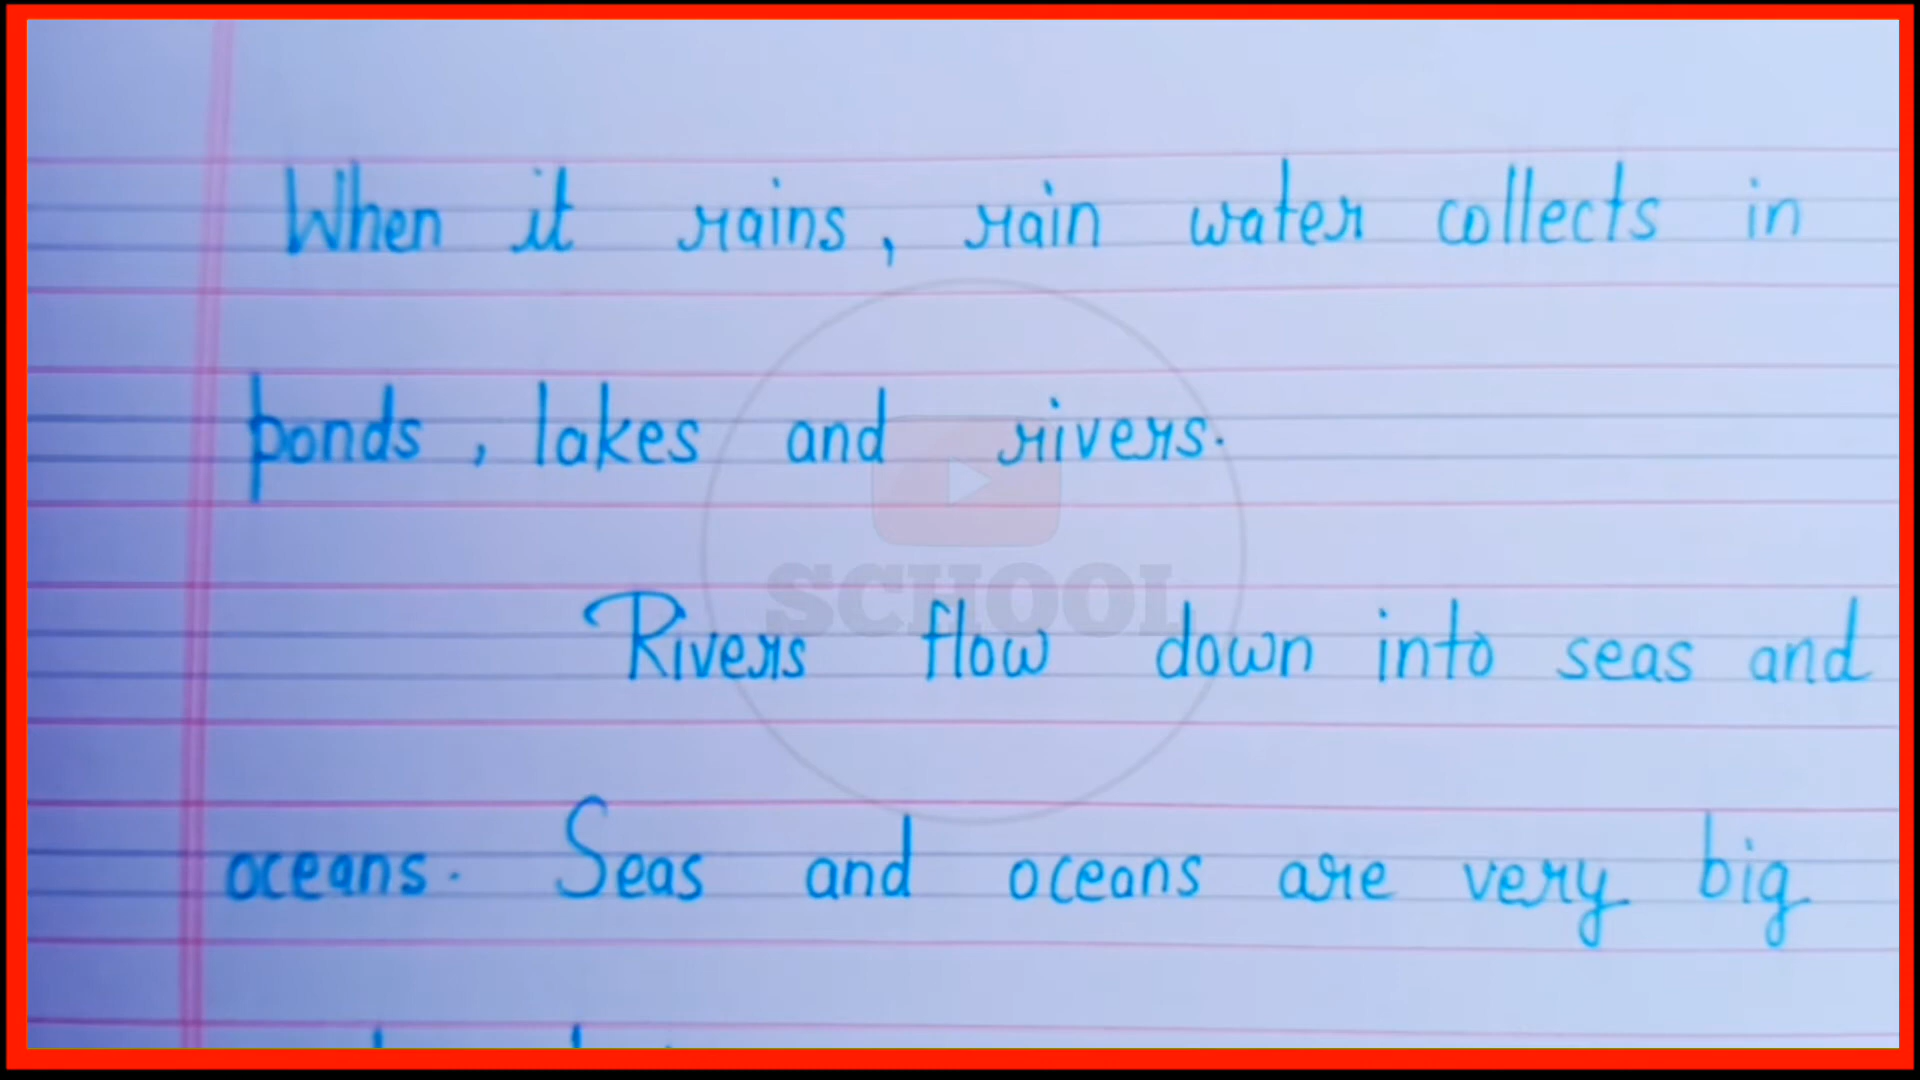 When it rains, rain water collects in
ponds, lakes and rivers.
SCHOOL
Rivers flow down into seas and
oceans. Seas and oceans are very big